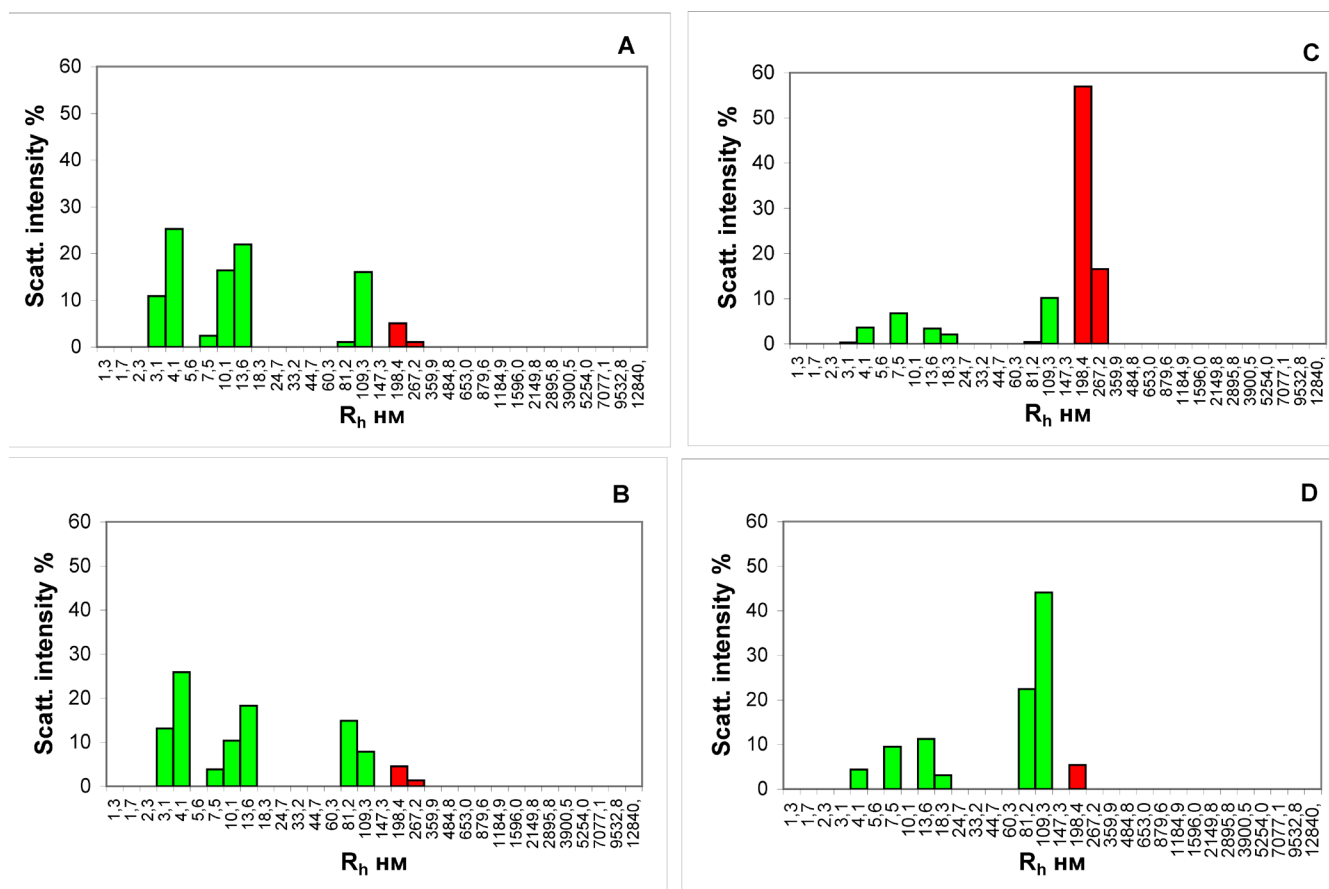 A
Scatt. intensity %
60
50
40
30
20
10
0
1,3 1,7 2,3 3,1 4,1 5,6 7,5 10,1 13,6 18,3 24,7 33,2 44,7 60,3 81,2 109,3 147,3 198,4 267,2 359,9 484,8 653,0 879,6 1184,9 1596,0 2149,8 2895,8 3900,5 5254,0 7077,1 9532,8 12840,
Rh нм
C
Scatt. intensity %
60
50
40
30
20
10
0
1,3 1,7 2,3 3,1 4,1 5,6 7,5 10,1 13,6 18,3 24,7 33,2 44,7 60,3 81,2 109,3 147,3 198,4 267,2 359,9 484,8 653,0 879,6 1184,9 1596,0 2149,8 2895,8 3900,5 5254,0 7077,1 9532,8 12840,
Rh нм
B
Scatt. intensity %
60
50
40
30
20
10
0
1,3 1,7 2,3 3,1 4,1 5,6 7,5 10,1 13,6 18,3 24,7 33,2 44,7 60,3 81,2 109,3 198,4 267,2 359,9 484,8 653,0 879,6 1184,9 1596,0 2149,8 2895,8 3900,5 5254,0 7077,1 9532,8 12840,
Rh нм
D
Scatt. intensity %
60
50
40
30
20
10
0
1,3 1,7 2,3 3,1 4,1 5,6 7,5 10,1 13,6 18,3 24,7 33,2 44,7 60,3 81,2 109,3 198,4 267,2 359,9 484,8 653,0 879,6 1184,9 1596,0 2149,8 2895,8 3900,5 5254,0 7077,1 9532,8 12840,
Rh нм